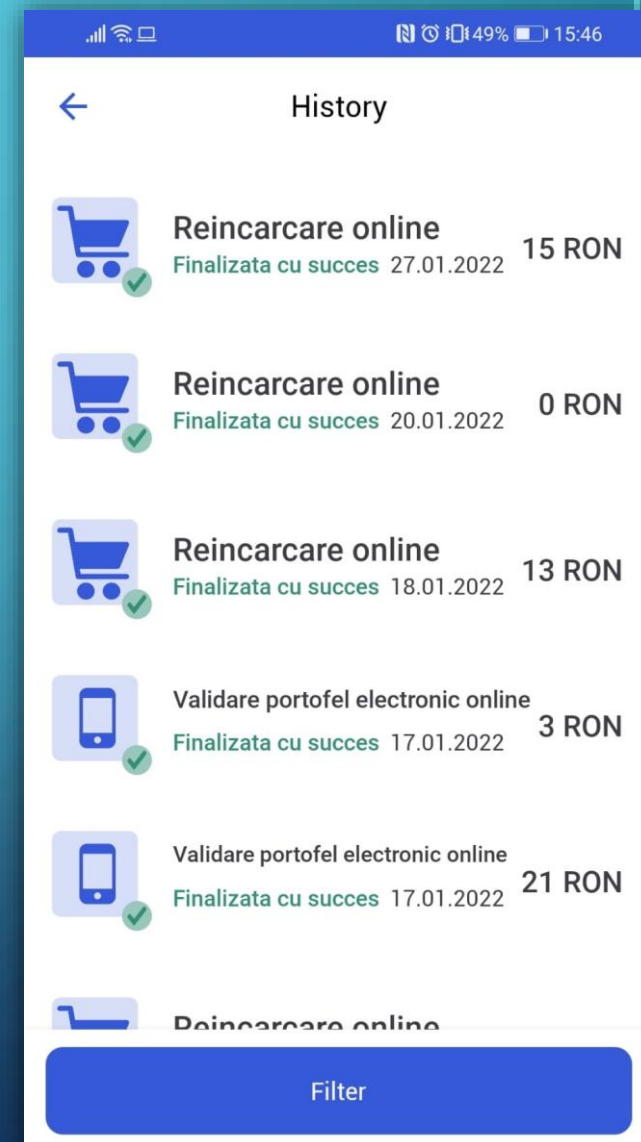 49% 15:46
History
Reincarcare online
Finalizata cu succes 27.01.2022 15 RON
Reincarcare online
Finalizata cu succes 20.01.2022 0 RON
Reincarcare online
Finalizata cu succes 18.01.2022 13 RON
Validare portofel electronic online
Finalizata cu succes 17.01.2022 3 RON
Validare portofel electronic online
Finalizata cu succes 17.01.2022 21 RON
Reincarcare online
Filter